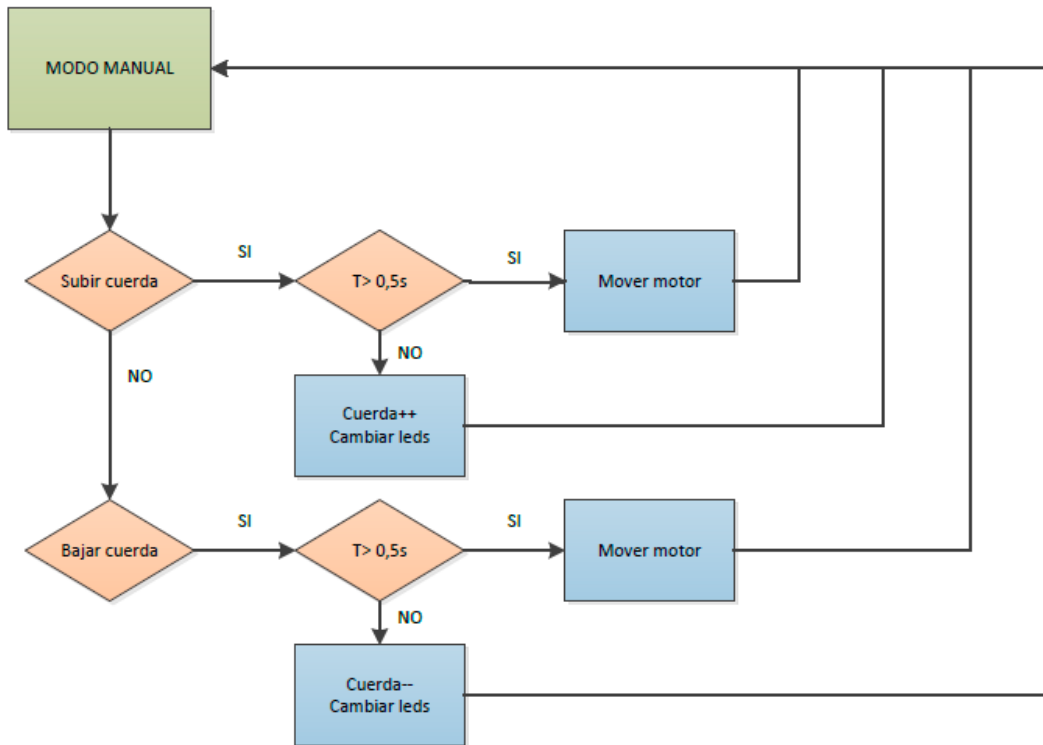 MODO MANUAL
Subir cuerda
SI
T> 0,5s
SI
Mover motor
NO
NO
Cuerda++
Cambiar leds
Bajar cuerda
SI
T> 0,5s
SI
Mover motor
NO
Cuerda--
Cambiar leds